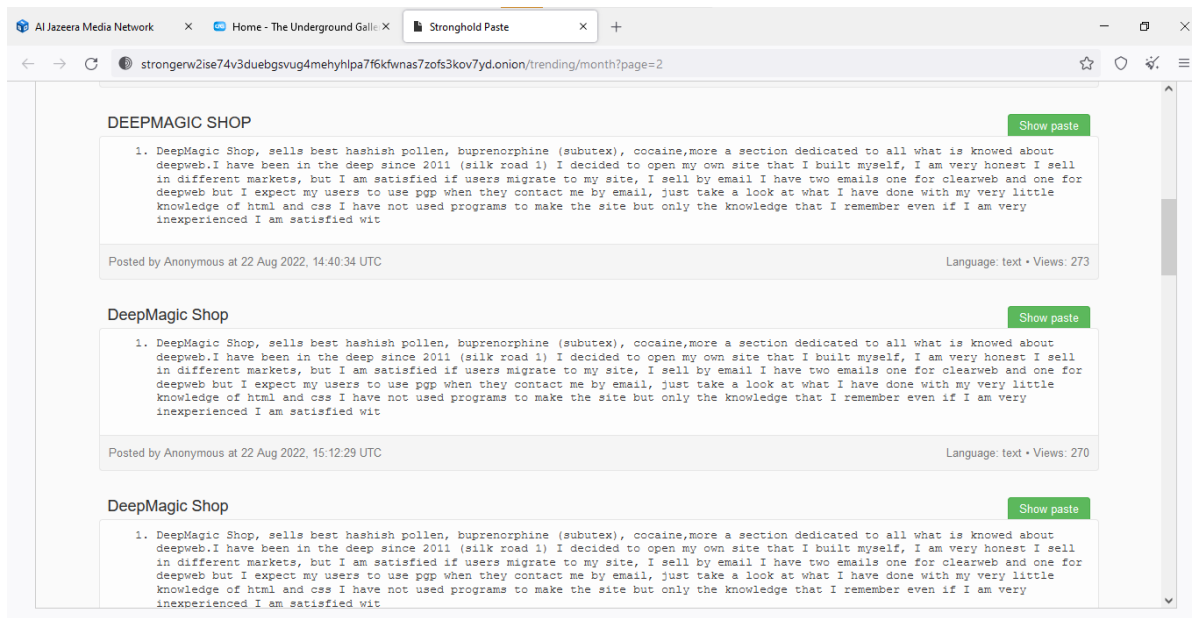 Al Jazeera Media Network
Home - The Underground Galle
Stronghold Paste
strongerw2ise74v3duebgsvug4mehyhlpa7f6kfwnas7zofs3kov7yd.onion/trending/month?page=2
DEEPMAGIC SHOP
Show paste
1. DeepMagic Shop, sells best hashish pollen, buprenorphine (subutex), cocaine,more a section dedicated to all what is knowed about
deepweb.I have been in the deep since 2011 (silk road 1) I decided to open my own site that I built myself, I am very honest I sell
in different markets, but I am satisfied if users migrate to my site, I sell by email I have two emails one for clearweb and one for
deepweb but I expect my users to use pgp when they contact me by email, just take a look at what I have done with my very little
knowledge of html and css I have not used programs to make the site but only the knowledge that I remember even if I am very
inexperienced I am satisfied wit
Posted by Anonymous at 22 Aug 2022, 14:40:34 UTC
Language: text • Views: 273
DeepMagic Shop
Show paste
1. DeepMagic Shop, sells best hashish pollen, buprenorphine (subutex), cocaine,more a section dedicated to all what is knowed about
deepweb.I have been in the deep since 2011 (silk road 1) I decided to open my own site that I built myself, I am very honest I sell
in different markets, but I am satisfied if users migrate to my site, I sell by email I have two emails one for clearweb and one for
deepweb but I expect my users to use pgp when they contact me by email, just take a look at what I have done with my very little
knowledge of html and css I have not used programs to make the site but only the knowledge that I remember even if I am very
inexperienced I am satisfied wit
Posted by Anonymous at 22 Aug 2022, 15:12:29 UTC
Language: text • Views: 270
DeepMagic Shop
Show paste
1. DeepMagic Shop, sells best hashish pollen, buprenorphine (subutex), cocaine,more a section dedicated to all what is knowed about
deepweb.I have been in the deep since 2011 (silk road 1) I decided to open my own site that I built myself, I am very honest I sell
in different markets, but I am satisfied if users migrate to my site, I sell by email I have two emails one for clearweb and one for
deepweb but I expect my users to use pgp when they contact me by email, just take a look at what I have done with my very little
knowledge of html and css I have not used programs to make the site but only the knowledge that I remember even if I am very
inexperienced I am satisfied wit